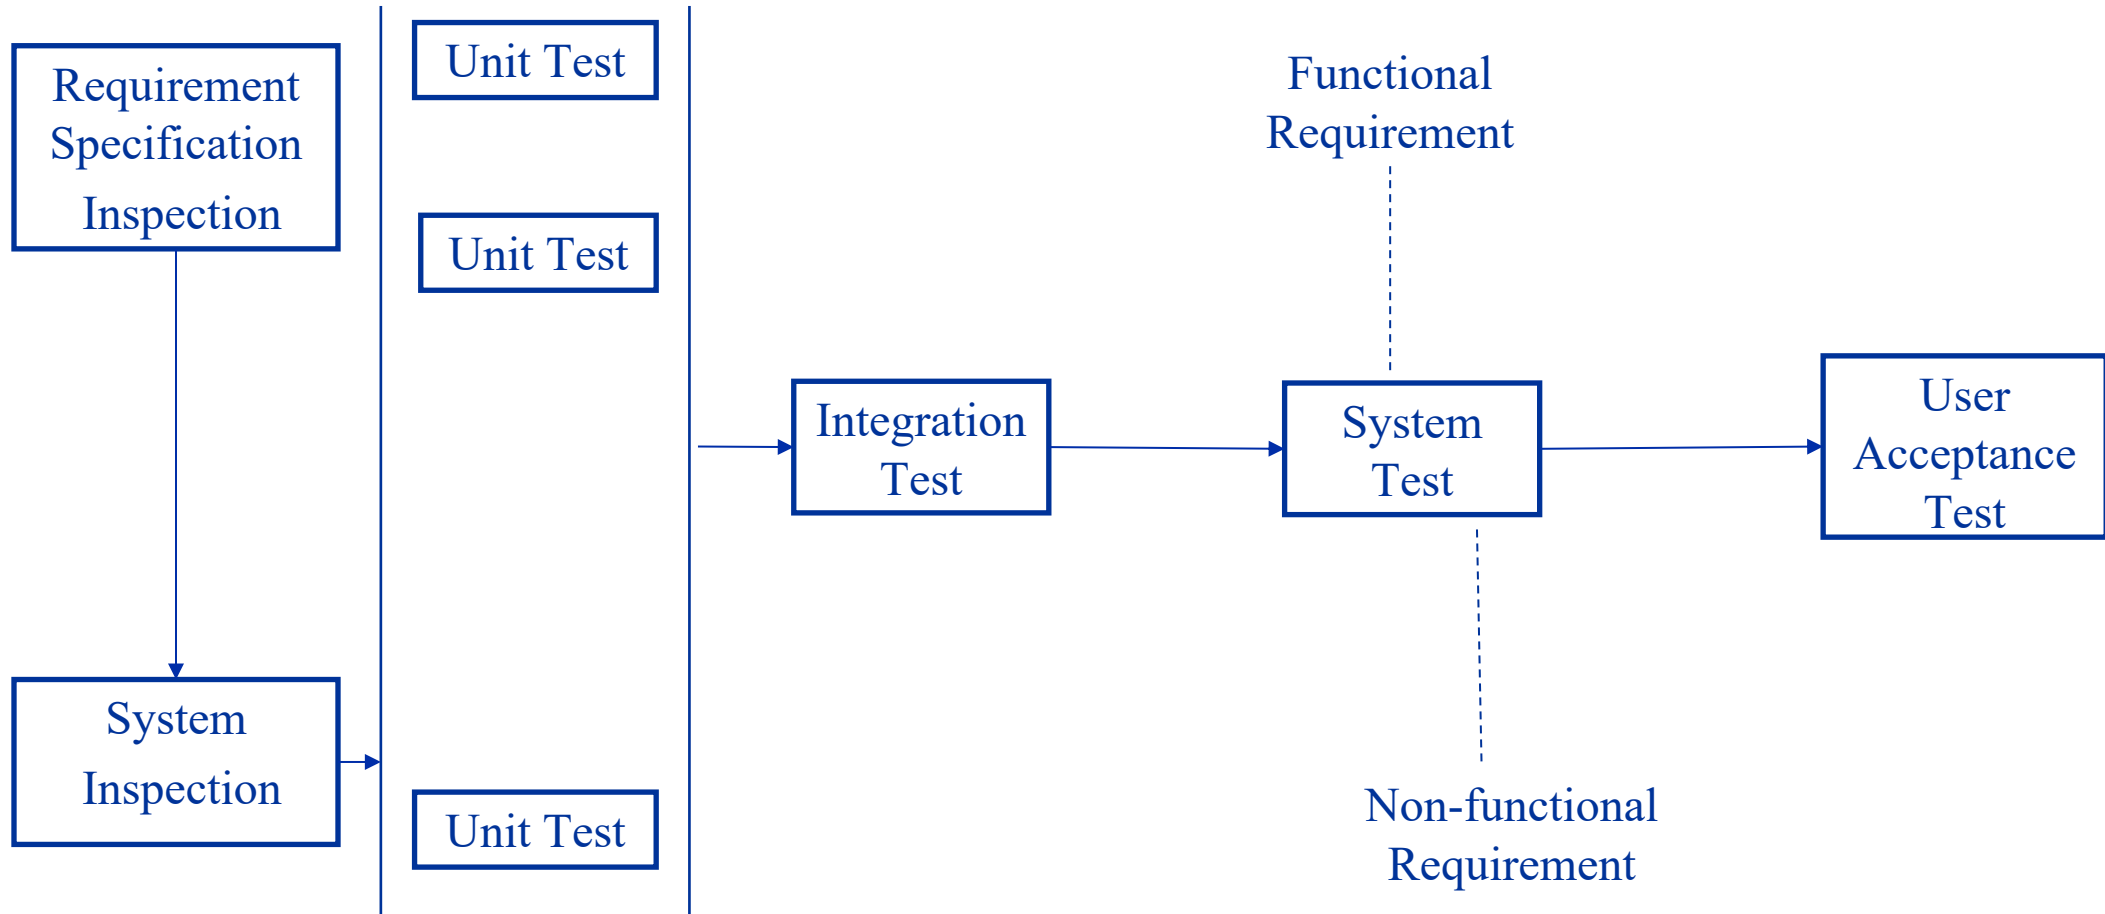 Requirement
Specification
Inspection
System
Inspection
Unit Test
Unit Test
Unit Test
Integration
Test
Functional
Requirement
System
Test
Non-functional
Requirement
User
Acceptance
Test